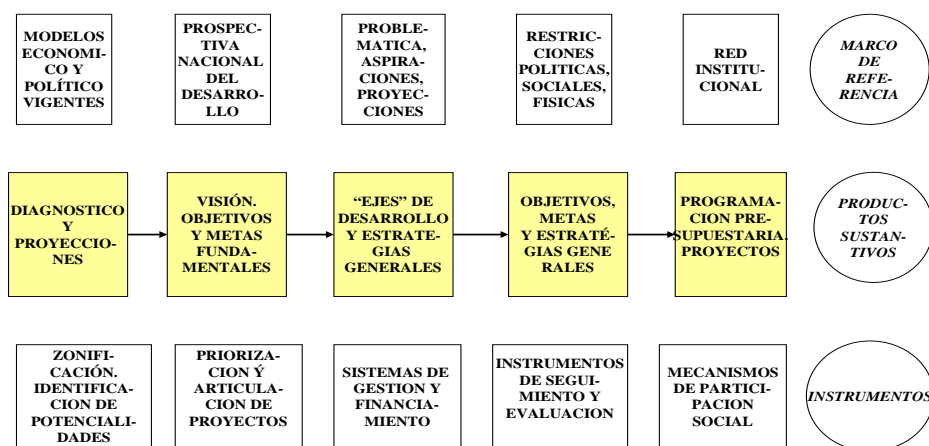 MODELOS
ECONOMI-
CO Y
POLÍTICO
VIGENTES
PROSPEC-
TIVA
NACIONAL
DEL
DESARRO-
LLO
PROBLE-
MATICA,
ASPIRA-
CIONES,
PROYEC-
CIONES
RESTRIC-
CIONES
POLITICAS,
SOCIALES,
FISICAS
RED
INSTITU-
CIONAL
MARCO
DE
REFE-
RENCIA
DIAGNOSTICO
Y
PROYECCIO-
NES
VISIÓN.
OBJETIVOS
Y METAS
FUNDA-
MENTALES
“EJES” DE
DESARROLLO
Y ESTRATE-
GIAS
GENERALES
OBJETIVOS,
METAS
Y ESTRATÉ-
GIAS GENE
RALES
PROGRAMA-
CION PRE-
SUPUESTARIA.
PROYECTOS
PRODUC-
TOS
SUSTAN-
TIVOS
ZONIFI-
CACIÓN.
IDENTIFICA-
CION DE
POTENCIALI-
DADES
PRIORIZA-
CION Ý
ARTICULA-
CION DE
PROYECTOS
SISTEMAS DE
GESTION Y
FINANCIA-
MIENTO
INSTRUMENTOS
DE SEGUI-
MIENTO Y
EVALUACION
MECANISMOS
DE PARTICI-
PACION
SOCIAL
INSTRUMENTOS